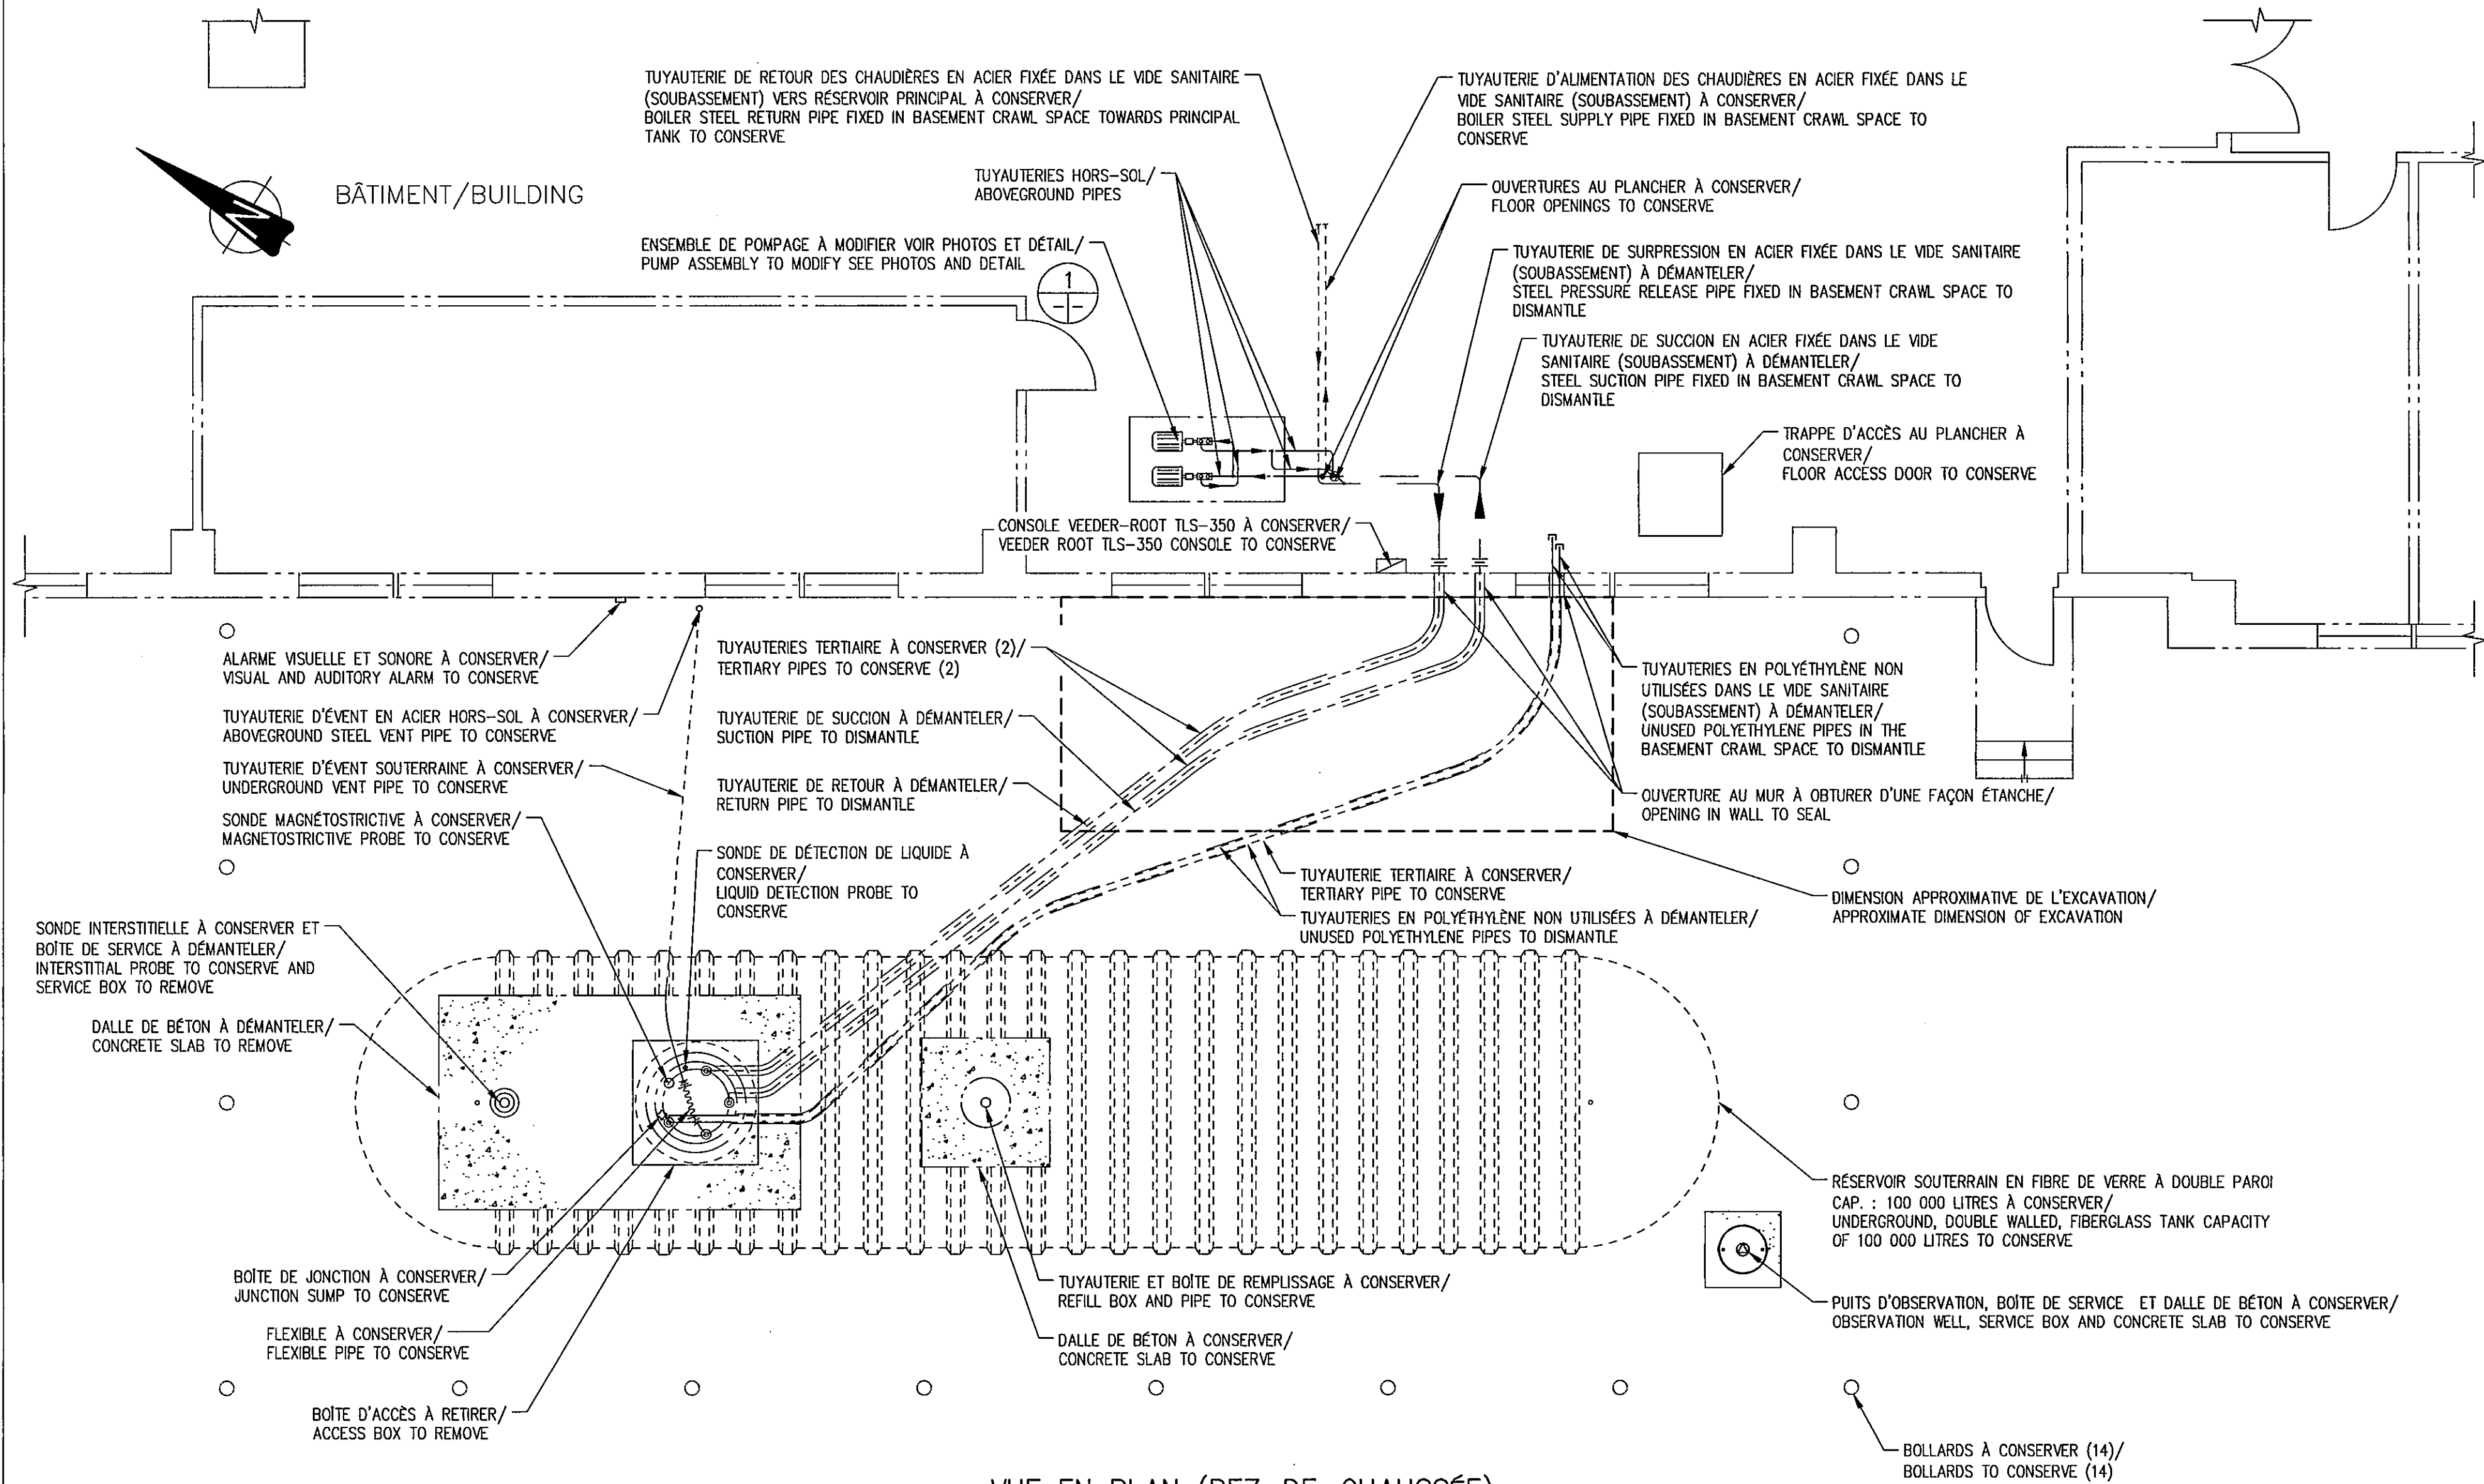 TUYAUTERIE DE RETOUR DES CHAUDIÈRES EN ACIER FIXÉE DANS LE VIDE SANITAIRE
(SOUBASSEMENT) VERS RÉSERVOIR PRINCIPAL À CONSERVER/
BOILER STEEL RETURN PIPE FIXED IN BASEMENT CRAWL SPACE TOWARDS PRINCIPAL
TANK TO CONSERVE
TUYAUTERIE D'ALIMENTATION DES CHAUDIÈRES EN ACIER FIXÉE DANS LE
VIDE SANITAIRE (SOUBASSEMENT) À CONSERVER/
BOILER STEEL SUPPLY PIPE FIXED IN BASEMENT CRAWL SPACE TO
CONSERVE
N
BÂTIMENT/BUILDING
TUYAUTERIES HORS-SOL/
ABOVEGROUND PIPES
OUVERTURES AU PLANCHER À CONSERVER/
FLOOR OPENINGS TO CONSERVE
ENSEMBLE DE POMPAGE À MODIFIER VOIR PHOTOS ET DÉTAIL/
PUMP ASSEMBLY TO MODIFY SEE PHOTOS AND DETAIL
1
TUYAUTERIE DE SURPRESSION EN ACIER FIXÉE DANS LE VIDE SANITAIRE
(SOUBASSEMENT) À DÉMANTELER/
STEEL PRESSURE RELEASE PIPE FIXED IN BASEMENT CRAWL SPACE TO
DISMANTLE
TUYAUTERIE DE SUCCION EN ACIER FIXÉE DANS LE VIDE
SANITAIRE (SOUBASSEMENT) À DÉMANTELER/
STEEL SUCTION PIPE FIXED IN BASEMENT CRAWL SPACE TO
DISMANTLE
TRAPPE D'ACCÈS AU PLANCHER À
CONSERVER/
FLOOR ACCESS DOOR TO CONSERVE
CONSOLE VEEDER-ROOT TLS-350 À CONSERVER/
VEEDER ROOT TLS-350 CONSOLE TO CONSERVE
ALARME VISUELLE ET SONORE À CONSERVER/
VISUAL AND AUDITORY ALARM TO CONSERVE
TUYAUTERIE D'ÉVENT EN ACIER HORS-SOL À CONSERVER/
ABOVEGROUND STEEL VENT PIPE TO CONSERVE
TUYAUTERIE D'ÉVENT SOUTERRAINE À CONSERVER/
UNDERGROUND VENT PIPE TO CONSERVE
SONDE MAGNÉTOSTRICTIVE À CONSERVER/
MAGNETOSTRICTIVE PROBE TO CONSERVE
TUYAUTERIES TERTIAIRE À CONSERVER (2)/
TERTIARY PIPES TO CONSERVE (2)
TUYAUTERIE DE SUCCION À DÉMANTELER/
SUCTION PIPE TO DISMANTLE
TUYAUTERIE DE RETOUR À DÉMANTELER/
RETURN PIPE TO DISMANTLE
SONDE DE DÉTECTION DE LIQUIDE À
CONSERVER/
LIQUID DETECTION PROBE TO
CONSERVE
TUYAUTERIES EN POLYÉTHYLÈNE NON
UTILISÉES DANS LE VIDE SANITAIRE
(SOUBASSEMENT) À DÉMANTELER/
UNUSED POLYETHYLENE PIPES IN THE
BASEMENT CRAWL SPACE TO DISMANTLE
OUVERTURE AU MUR À OBTURER D'UNE FAÇON ÉTANCHE/
OPENING IN WALL TO SEAL
TUYAUTERIE TERTIAIRE À CONSERVER/
TERTIARY PIPE TO CONSERVE
TUYAUTERIES EN POLYÉTHYLÈNE NON UTILISÉES À DÉMANTELER/
UNUSED POLYETHYLENE PIPES TO DISMANTLE
DIMENSION APPROXIMATIVE DE L'EXCAVATION/
APPROXIMATE DIMENSION OF EXCAVATION
SONDE INTERSTITIELLE À CONSERVER ET
BOÎTE DE SERVICE À DÉMANTELER/
INTERSTITIAL PROBE TO CONSERVE AND
SERVICE BOX TO REMOVE
DALLE DE BÉTON À DÉMANTELER/
CONCRETE SLAB TO REMOVE
RÉSERVOIR SOUTERRAIN EN FIBRE DE VERRE À DOUBLE PAROI
CAP. : 100 000 LITRES À CONSERVER/
UNDERGROUND, DOUBLE WALLED, FIBERGLASS TANK CAPACITY
OF 100 000 LITRES TO CONSERVE
BOÎTE DE JONCTION À CONSERVER/
JUNCTION SUMP TO CONSERVE
TUYAUTERIE ET BOÎTE DE REMPLISSAGE À CONSERVER/
REFILL BOX AND PIPE TO CONSERVE
PUITS D'OBSERVATION, BOÎTE DE SERVICE ET DALLE DE BÉTON À CONSERVER/
OBSERVATION WELL, SERVICE BOX AND CONCRETE SLAB TO CONSERVE
FLEXIBLE À CONSERVER/
FLEXIBLE PIPE TO CONSERVE
DALLE DE BÉTON À CONSERVER/
CONCRETE SLAB TO CONSERVE
BOÎTE D'ACCÈS À RETIRER/
ACCESS BOX TO REMOVE
BOLLARDS À CONSERVER (14)/
BOLLARDS TO CONSERVE (14)
VUE EN PLAN (REZ-DE-CHAUSSÉE)